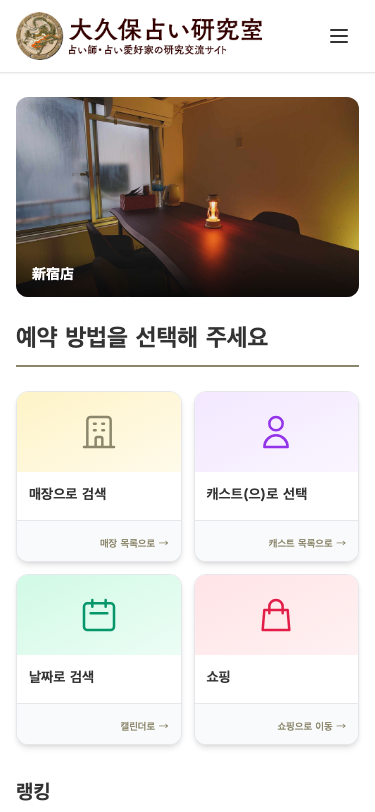 大久保占い研究室
占い師・占い愛好家の研究交流サイト
新宿店
예약 방법을 선택해 주세요
매장으로 검색
캐스트(으)로 선택
매장 목록으로 →
캐스트 목록으로 →
날짜로 검색
쇼핑
캘린더로 →
쇼핑으로 이동 →
랭킹